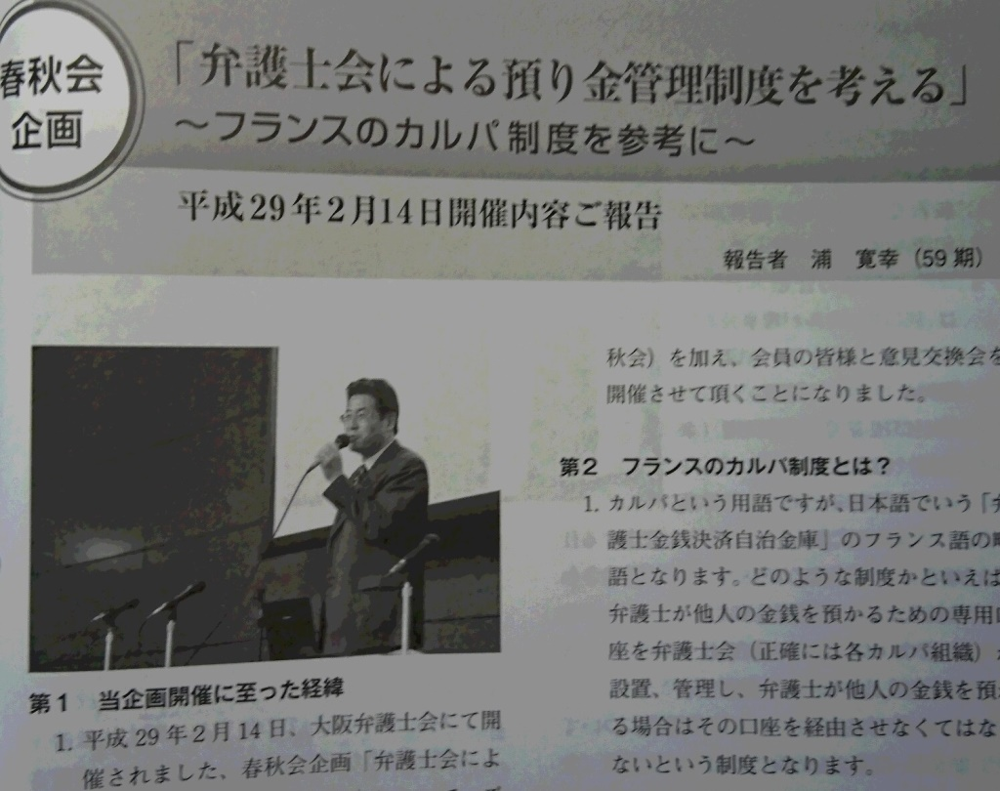 春秋会
企画
「弁護士会による預り金管理制度を考える」
～フランスのカルパ制度を参考に～
平成29年2月14日開催内容ご報告
報告者 浦 寛幸（59期）
第1 当企画開催に至った経緯
1. 平成29年2月14日、大阪弁護士会にて開
催されました、春秋会企画「弁護士会によ
秋会）を加え、会員の皆様と意見交換会を
開催させて頂くことになりました。
第2 フランスのカルパ制度とは？
1. カルパという用語ですが、日本語でいう「弁
護士金銭決済自治金庫」のフランス語の略
語となります。どのような制度かといえば
弁護士が他人の金銭を預かるための専用口
座を弁護士会（正確には各カルパ組織）が
設置、管理し、弁護士が他人の金銭を預か
る場合はその口座を経由させなくてはな
ないという制度となります。